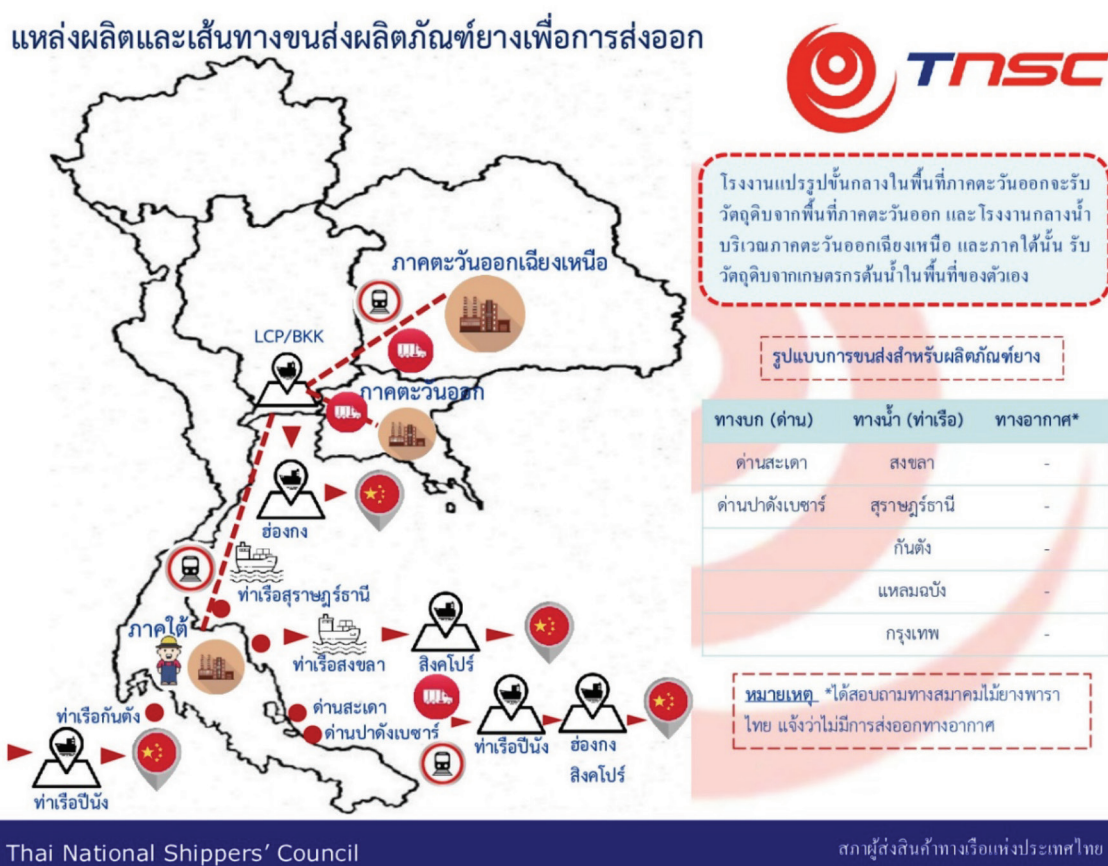 แหล่งผลิตและเส้นทางขนส่งผลิตภัณฑ์ยางเพื่อการส่งออก
TNSC
โรงงานแปรรูปขั้นกลางในพื้นที่ภาคตะวันออกจะรับ
วัตถุดิบจากพื้นที่ภาคตะวันออก และโรงงานกลางน้ำ
บริเวณภาคตะวันออกเฉียงเหนือ และภาคใต้นั้น รับ
วัตถุดิบจากเกษตรกรต้นน้ำในพื้นที่ของตัวเอง
ภาคตะวันออกเฉียงเหนือ
LCP/BKK
ภาคตะวันออก
ฮ่องกง
ท่าเรือสุราษฎร์ธานี
ภาคใต้
ท่าเรือสงขลา
สิงคโปร์
ด่านสะเดา
ด่านปาดังเบซาร์
ท่าเรือกันตัง
ท่าเรือปีนัง
ท่าเรือปีนัง
ฮ่องกง
สิงคโปร์
รูปแบบการขนส่งสำหรับผลิตภัณฑ์ยาง
ทางบก (ด่าน) ทางน้ำ (ท่าเรือ) ทางอากาศ*
ด่านสะเดา สงขลา -
ด่านปาดังเบซาร์ สุราษฎร์ธานี -
กันตัง -
แหลมฉบัง -
กรุงเทพ -
หมายเหตุ *ได้สอบถามทางสมาคมไม้ยางพารา
ไทย แจ้งว่าไม่มีการส่งออกทางอากาศ
Thai National Shippers' Council
สภาผู้ส่งสินค้าทางเรือแห่งประเทศไทย